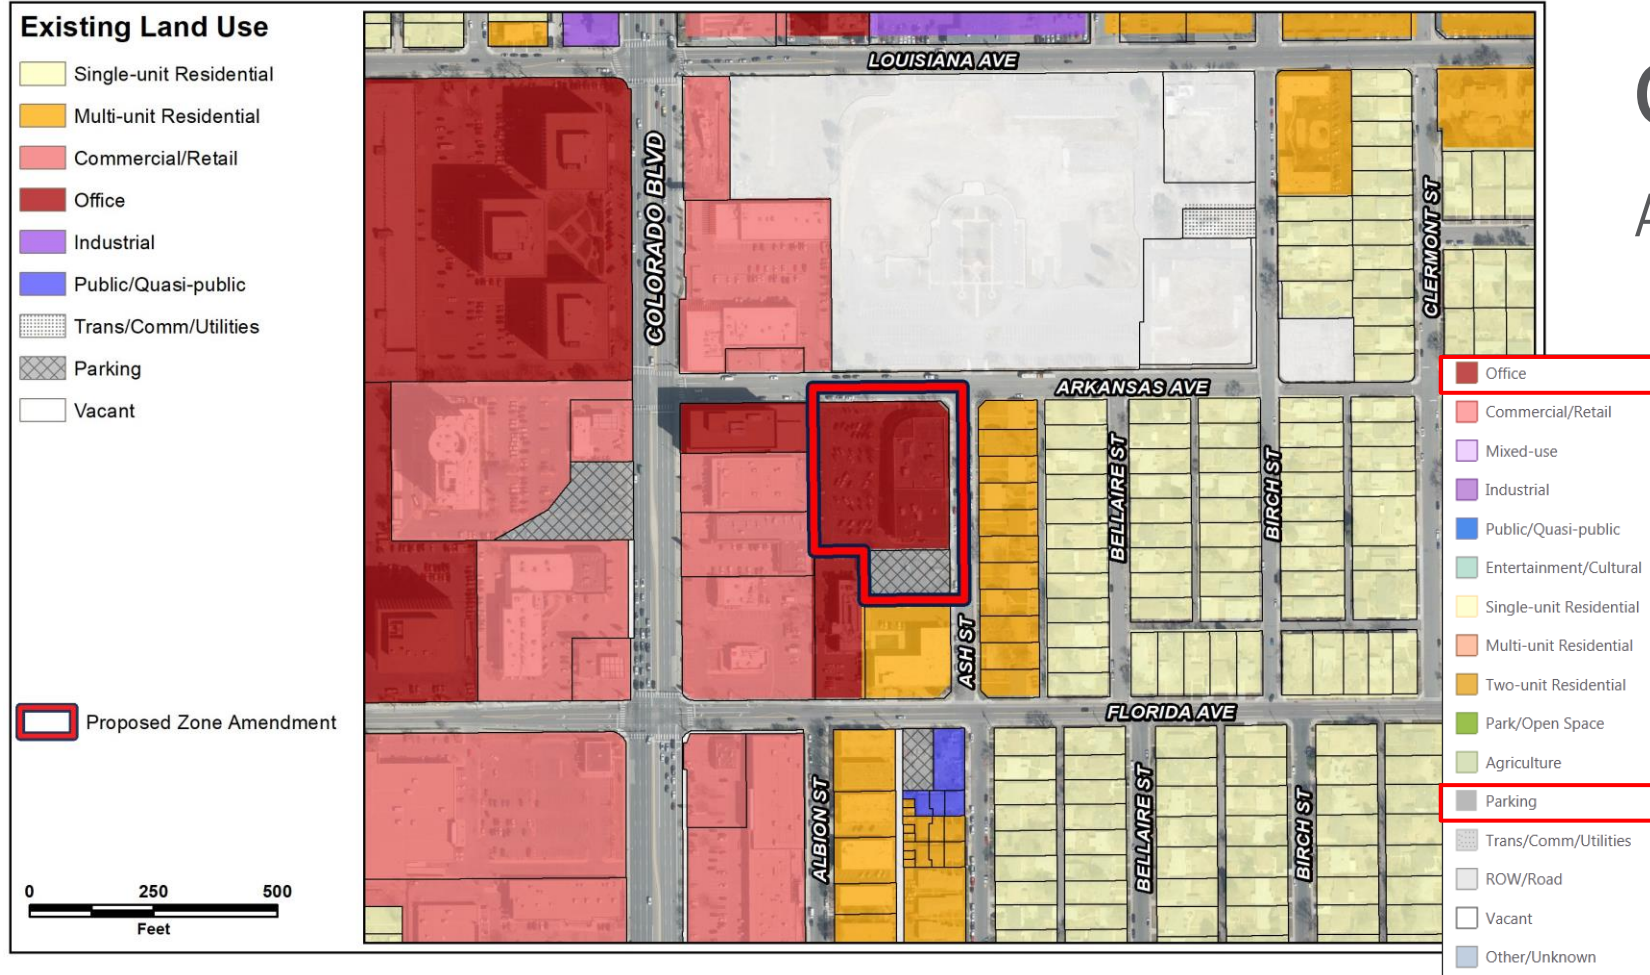 Existing Land Use
Single-unit Residential
Multi-unit Residential
Commercial/Retail
Office
Industrial
Public/Quasi-public
Trans/Comm/Utilities
Parking
Vacant
Proposed Zone Amendment
0 250 500
Feet
LOUISIANA AVE
COLORADO BLVD
CLERMONT ST
ARKANSAS AVE
BELLAIRE ST
BIRCH ST
ASH ST
FLORIDA AVE
ALBION ST
BELLAIRE ST
BIRCH ST
Office
Commercial/Retail
Mixed-use
Industrial
Public/Quasi-public
Entertainment/Cultural
Single-unit Residential
Multi-unit Residential
Two-unit Residential
Park/Open Space
Agriculture
Parking
Trans/Comm/Utilities
ROW/Road
Vacant
Other/Unknown